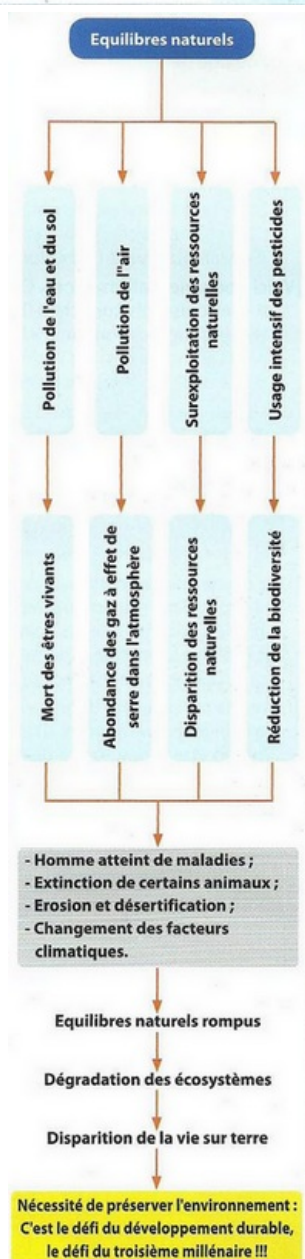 Equilibres naturels
Pollution de l'eau et du sol
Pollution de l''air
Surexploitation des ressources
naturelles
Usage intensif des pesticides
Mort des êtres vivants
Abondance des gaz à effet de
serre dans l'atmosphère
Disparition des ressources
naturelles
Réduction de la biodiversité
- Homme atteint de maladies ;
- Extinction de certains animaux ;
- Erosion et désertification ;
- Changement des facteurs
climatiques.
Equilibres naturels rompus
Dégradation des écosystèmes
Disparition de la vie sur terre
Nécessité de préserver l'environnement :
C'est le défi du développement durable,
le défi du troisième millénaire !!!